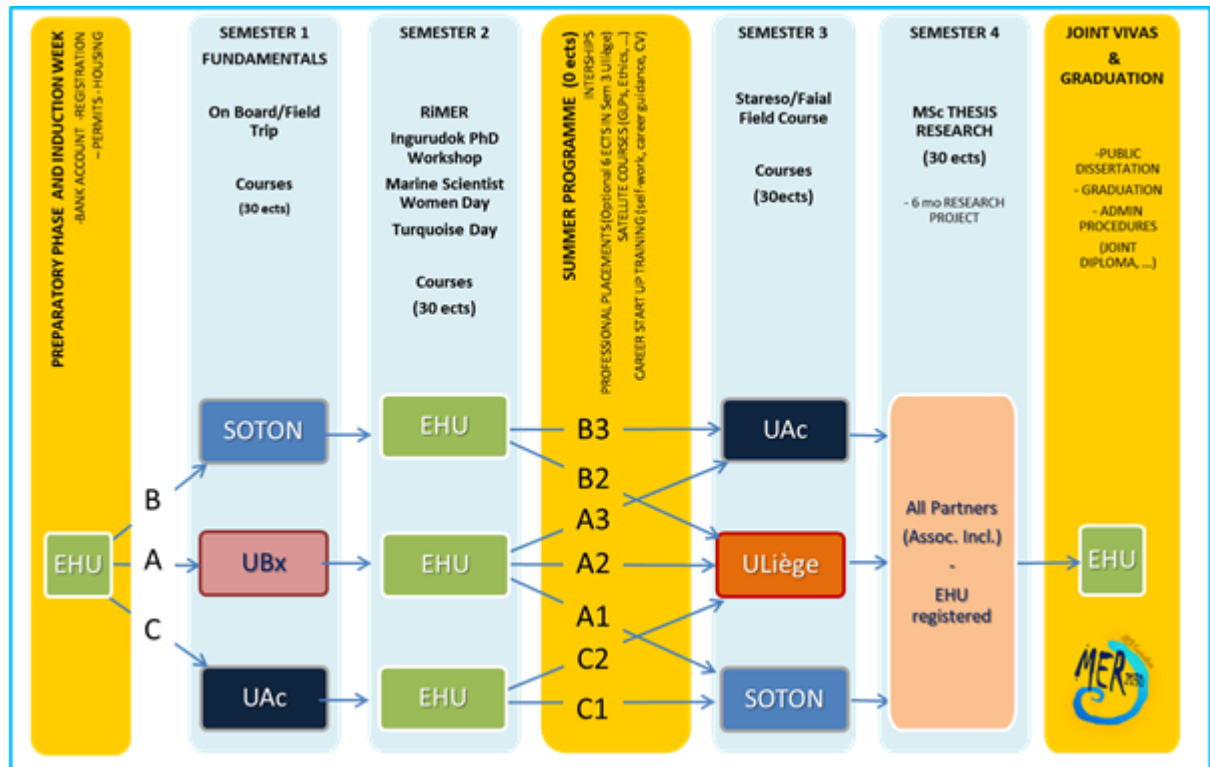 PREPARATORY PHASE AND INDUCTION WEEK
-BANK ACCOUNT -REGISTRATION
– PERMITS - HOUSING
SEMESTER 1
FUNDAMENTALS
On Board/Field
Trip
Courses
(30 ects)
SEMESTER 2
RiMER
Ingurudok PhD
Workshop
Marine Scientist
Women Day
Turquoise Day
Courses
(30 ects)
SUMMER PROGRAMME (0 ects)
INTERSHIPS
PROFESSIONAL PLACEMENTS (Optional 6 ECTS in Sem 3 Uliège)
SATELLITE COURSES (GLPs, Ethics, ...)
CAREER START UP TRAINING (self-work, career guidance, CV)
SEMESTER 3
Stareso/Faial
Field Course
Courses
(30ects)
SEMESTER 4
MSc THESIS
RESEARCH
(30 ects)
- 6 mo RESEARCH
PROJECT
JOINT VIVAS
&
GRADUATION
-PUBLIC
DISSERTATION
- GRADUATION
- ADMIN
PROCEDURES
(JOINT
DIPLOMA, ...)
EHU
B
A
C
SOTON
UBx
UAc
EHU
EHU
EHU
B3
B2
A3
A2
A1
C2
C1
UAc
ULiège
SOTON
All Partners
(Assoc. Incl.)
-
EHU
registered
EHU
MER